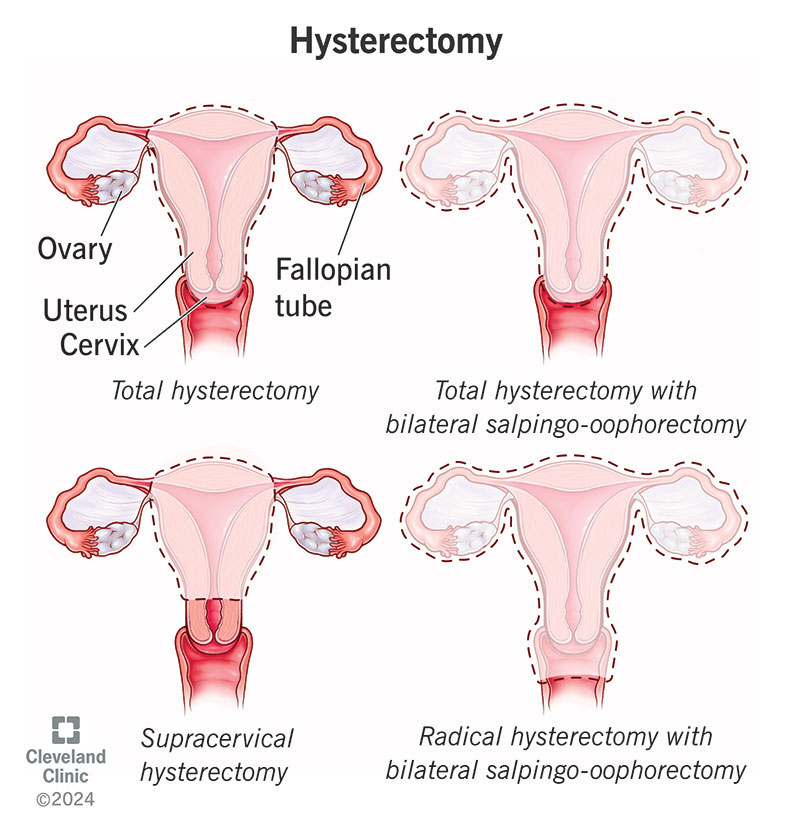 Hysterectomy
Ovary
Fallopian
tube
Uterus
Cervix
Total hysterectomy
Total hysterectomy with
bilateral salpingo-oophorectomy
Supracervical
hysterectomy
Radical hysterectomy with
bilateral salpingo-oophorectomy
Cleveland
Clinic
©2024